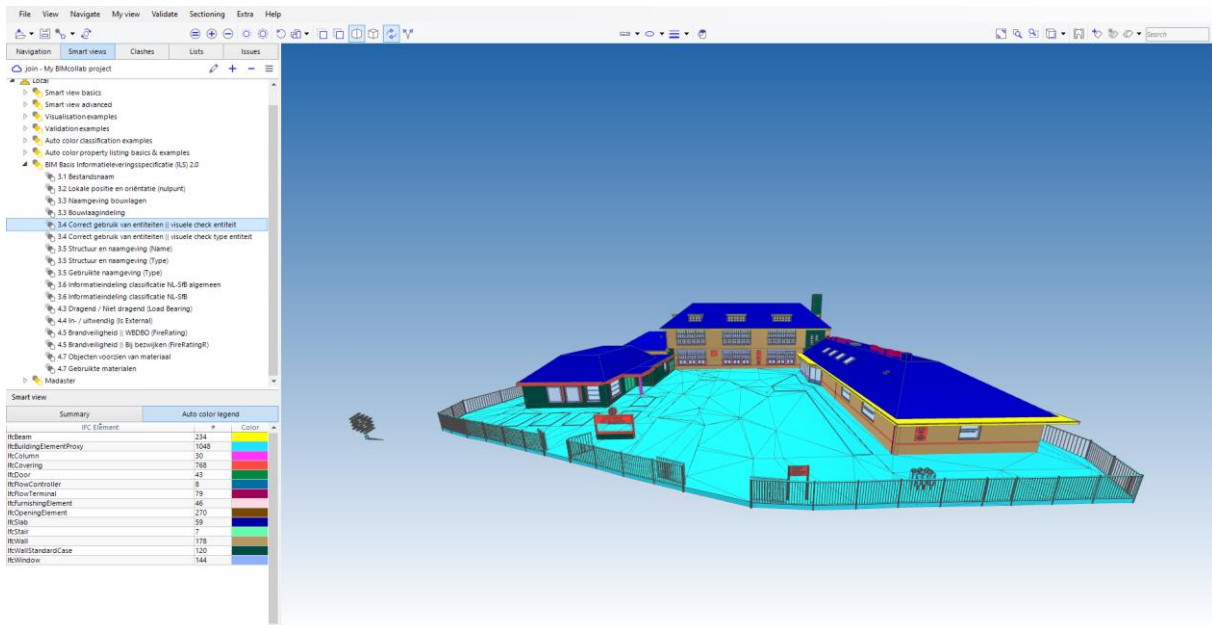 File View Navigate My view Validate Sectioning Extra Help
Search
Navigation Smart views Clashes Lists Issues
join - My BIMcollab project
Local
Smart view basics
Smart view advanced
Visualisation examples
Validation examples
Auto color classification examples
Auto color property listing basics & examples
BIM Basis Informatieleveringsspecificatie (ILS) 2.0
3.1 Bestandsnaam
3.2 Lokale positie en oriëntatie (nulpunt)
3.3 Naamgeving bouwlagen
3.3 Bouwlaagindeling
3.4 Correct gebruik van entiteiten || visuele check entiteit
3.4 Correct gebruik van entiteiten || visuele check type entiteit
3.5 Structuur en naamgeving (Name)
3.5 Structuur en naamgeving (Type)
3.5 Gebruikte naamgeving (Type)
3.6 Informatieindeling classificatie NL-SfB algemeen
3.6 Informatieindeling classificatie NL-SfB
4.3 Dragend / Niet dragend (Load Bearing)
4.4 In- / uitwendig (Is External)
4.5 Brandveiligheid || WBDBO (FireRating)
4.5 Brandveiligheid || Bij bezwijken (FireRatingR)
4.7 Objecten voorzien van materiaal
4.7 Gebruikte materialen
Madaster
Smart view
Summary Auto color legend
IFC Element # Color
IfcBeam 234
IfcBuildingElementProxy 1048
IfcColumn 30
IfcCovering 768
IfcDoor 43
IfcFlowController 8
IfcFlowTerminal 79
IfcFurnishingElement 46
IfcOpeningElement 270
IfcSlab 59
IfcStair 7
IfcWall 178
IfcWallStandardCase 120
IfcWindow 144